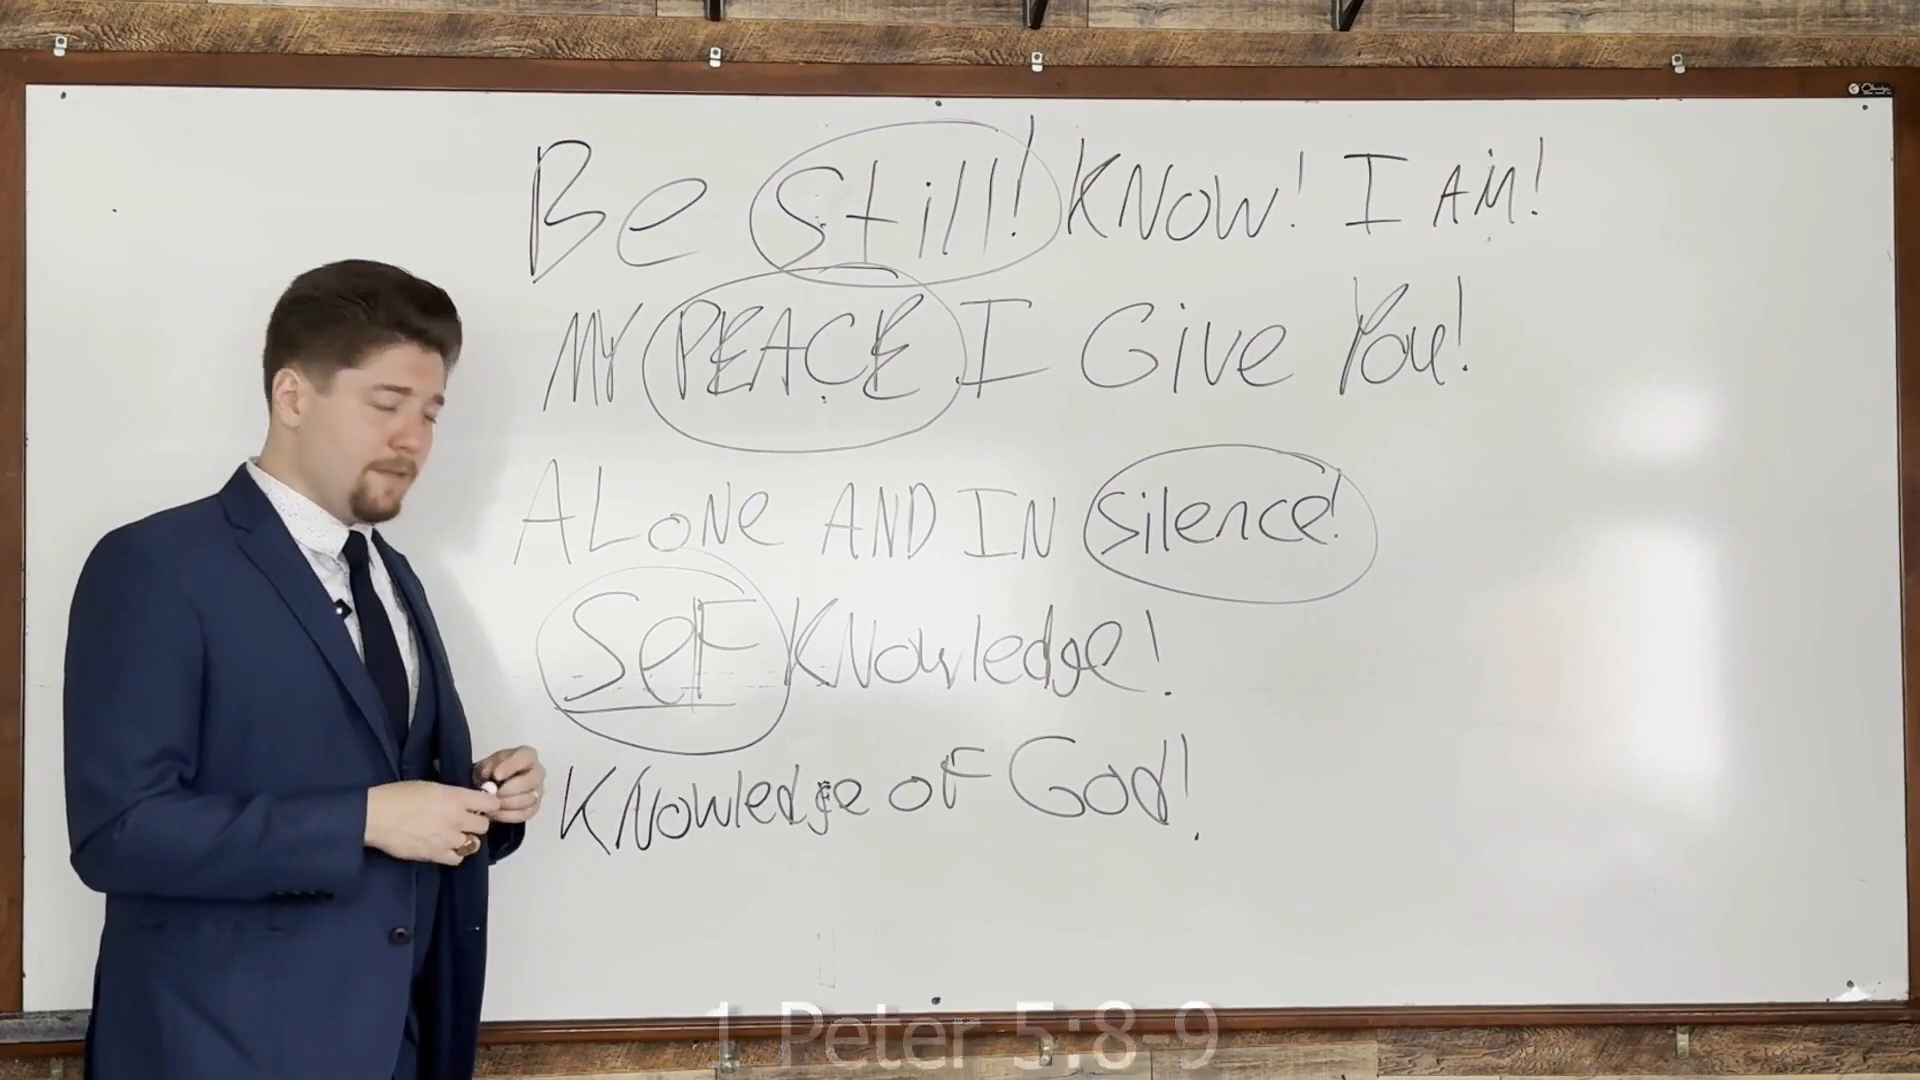 Be Still! KNOW! I AM!
MY PEACE I GIVe You!
ALoNe AND IN Silence!
SeF KNowledge!
KNowledge oF God!
1 Peter 5:8-9